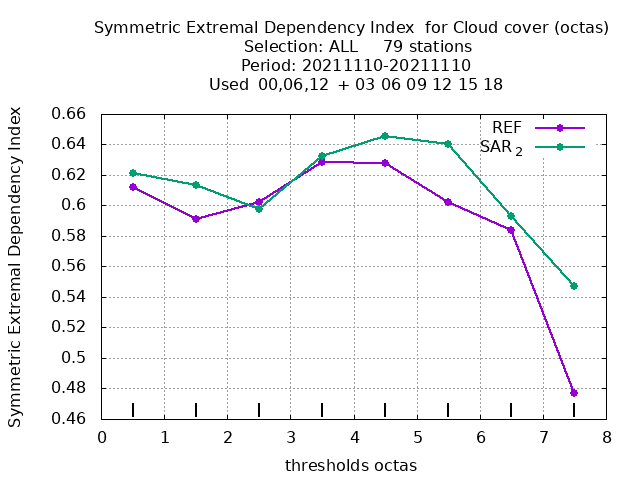 Symmetric Extremal Dependency Index  for Cloud cover (octas)
Selection: ALL     79 stations
Period: 20211110-20211110
Used  00,06,12  + 03 06 09 12 15 18
Symmetric Extremal Dependency Index
REF
SAR 2
0.66
0.64
0.62
0.6
0.58
0.56
0.54
0.52
0.5
0.48
0.46
0 1 2 3 4 5 6 7 8
thresholds octas